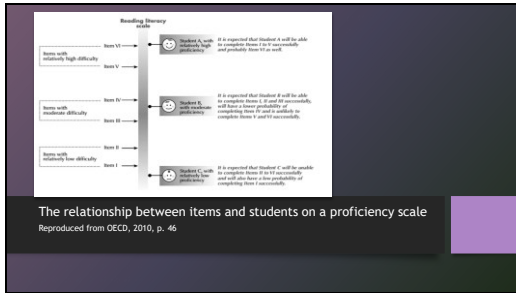 Reading literacy
scale
Item VI
Items with
relatively high difficulty
Item V
Student A, with
relatively high
proficiency
It is expected that Student A will be able
to complete items I to V successfully
and probably item VI as well.
Item IV
Items with
moderate difficulty
Item III
Student B,
with moderate
proficiency
It is expected that Student B will be able
to complete items I, II and III successfully,
will have a lower probability of
completing item IV and is unlikely to
complete items V and VI successfully.
Item II
Items with
relatively low difficulty
Item I
Student C, with
relatively low
proficiency
It is expected that Student C will be unable
to complete items II to VI successfully
and will also have a low probability of
completing item I successfully.
The relationship between items and students on a proficiency scale
Reproduced from OECD, 2010, p. 46